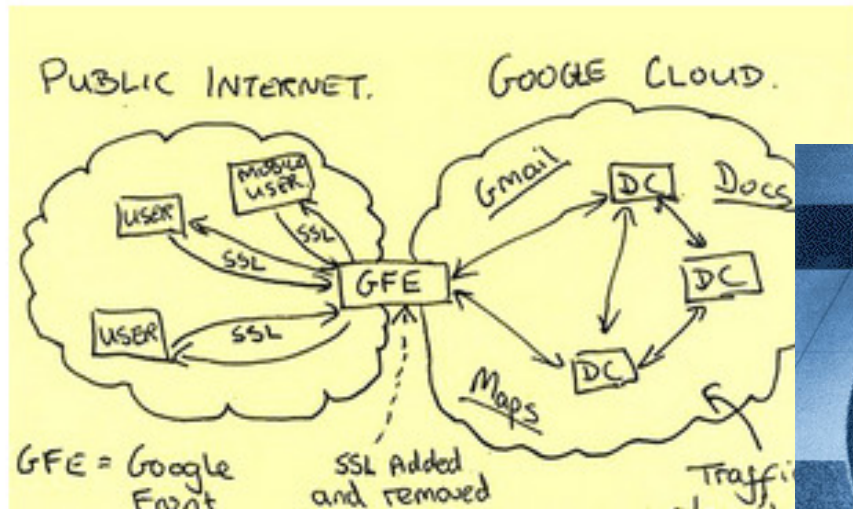 PUBLIC INTERNET.
GOOGLE CLOUD.
MOBILE
USER
USER
SSL
SSL
USER
SSL
GFE
Gmail
DC
Docs
DC
DC
Maps
GFE = Google
Front
SSL Added
and removed